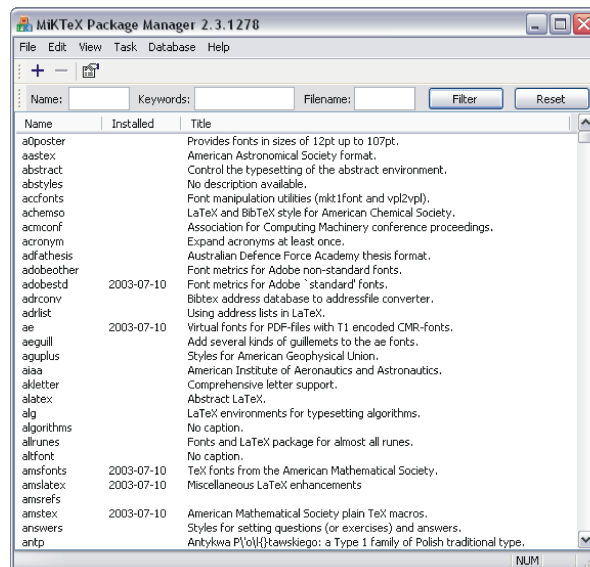 MiKTeX Package Manager 2.3.1278
File Edit View Task Database Help
Name: Keywords: Filename: Filter Reset
Name Installed Title
a0poster Provides fonts in sizes of 12pt up to 107pt.
aastex American Astronomical Society format.
abstract Control the typesetting of the abstract environment.
abstyles No description available.
accfonts Font manipulation utilities (mkt1font and vpl2vpl).
achemso LaTeX and BibTeX style for American Chemical Society.
acmconf Association for Computing Machinery conference proceedings.
acronym Expand acronyms at least once.
adfathesis Australian Defence Force Academy thesis format.
adobeother Font metrics for Adobe non-standard fonts.
adobestd 2003-07-10 Font metrics for Adobe `standard' fonts.
adrconv Bibtex address database to addressfile converter.
adrlist Using address lists in LaTeX.
ae 2003-07-10 Virtual fonts for PDF-files with T1 encoded CMR-fonts.
aeguill Add several kinds of guillemets to the ae fonts.
aguplus Styles for American Geophysical Union.
aiaa American Institute of Aeronautics and Astronautics.
akletter Comprehensive letter support.
alatex Abstract LaTeX.
alg LaTeX environments for typesetting algorithms.
algorithms No caption.
allrunes Fonts and LaTeX package for almost all runes.
altfont No caption.
amsfonts 2003-07-10 TeX fonts from the American Mathematical Society.
amslatex 2003-07-10 Miscellaneous LaTeX enhancements
amsrefs
amstex 2003-07-10 American Mathematical Society plain TeX macros.
answers Styles for setting questions (or exercises) and answers.
antp Antykwa P\'o\l{}tawskiego: a Type 1 family of Polish traditional type.
NUM